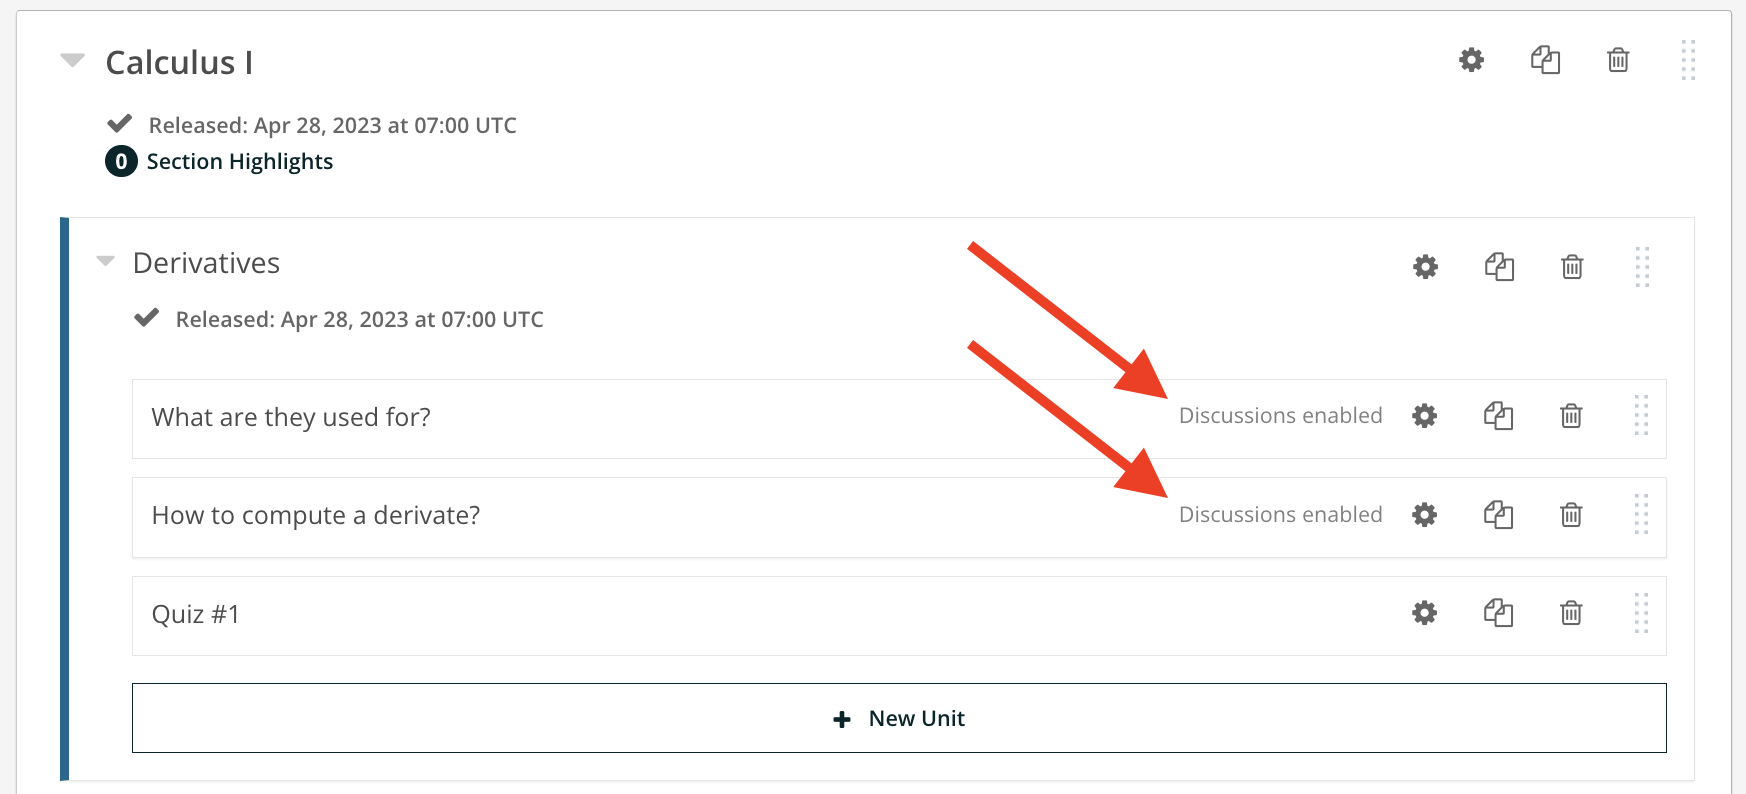 Calculus I
Released: Apr 28, 2023 at 07:00 UTC
0 Section Highlights
Derivatives
Released: Apr 28, 2023 at 07:00 UTC
What are they used for? Discussions enabled
How to compute a derivate? Discussions enabled
Quiz #1
+ New Unit